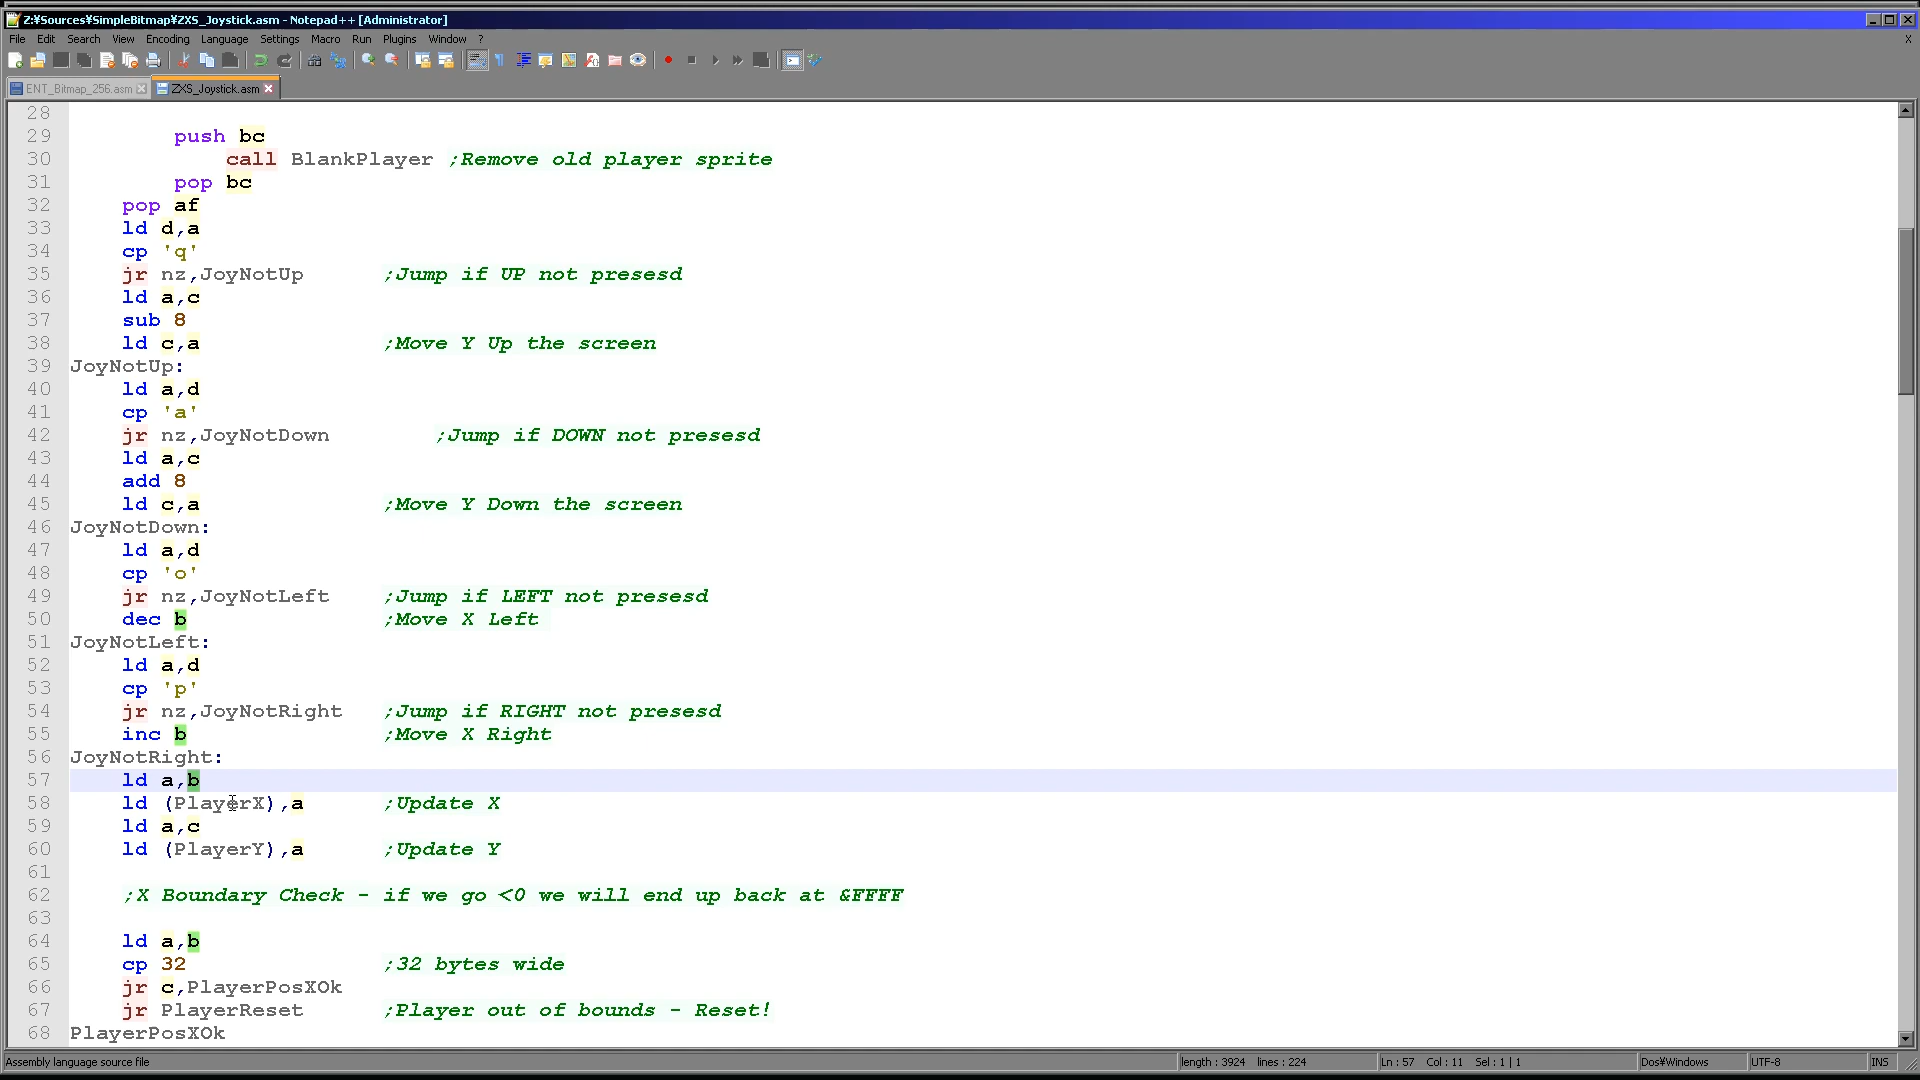 Z:¥Sources¥SimpleBitmap¥ZXS_Joystick.asm - Notepad++ [Administrator]
File Edit Search View Encoding Language Settings Macro Run Plugins Window ? X
ENT_Bitmap_256.asm ZXS_Joystick.asm
28
29 push bc
30 call BlankPlayer ;Remove old player sprite
31 pop bc
32 pop af
33 ld d,a
34 cp 'q'
35 jr nz,JoyNotUp ;Jump if UP not presesd
36 ld a,c
37 sub 8
38 ld c,a ;Move Y Up the screen
39 JoyNotUp:
40 ld a,d
41 cp 'a'
42 jr nz,JoyNotDown ;Jump if DOWN not presesd
43 ld a,c
44 add 8
45 ld c,a ;Move Y Down the screen
46 JoyNotDown:
47 ld a,d
48 cp 'o'
49 jr nz,JoyNotLeft ;Jump if LEFT not presesd
50 dec b ;Move X Left
51 JoyNotLeft:
52 ld a,d
53 cp 'p'
54 jr nz,JoyNotRight ;Jump if RIGHT not presesd
55 inc b ;Move X Right
56 JoyNotRight:
57 ld a,b
58 ld (PlayerX),a ;Update X
59 ld a,c
60 ld (PlayerY),a ;Update Y
61
62 ;X Boundary Check - if we go <0 we will end up back at &FFFF
63
64 ld a,b
65 cp 32 ;32 bytes wide
66 jr c,PlayerPosXOk
67 jr PlayerReset ;Player out of bounds - Reset!
68 PlayerPosXOk
Assembly language source file length : 3924 lines : 224 Ln : 57 Col : 11 Sel : 1 | 1 Dos¥Windows UTF-8 INS